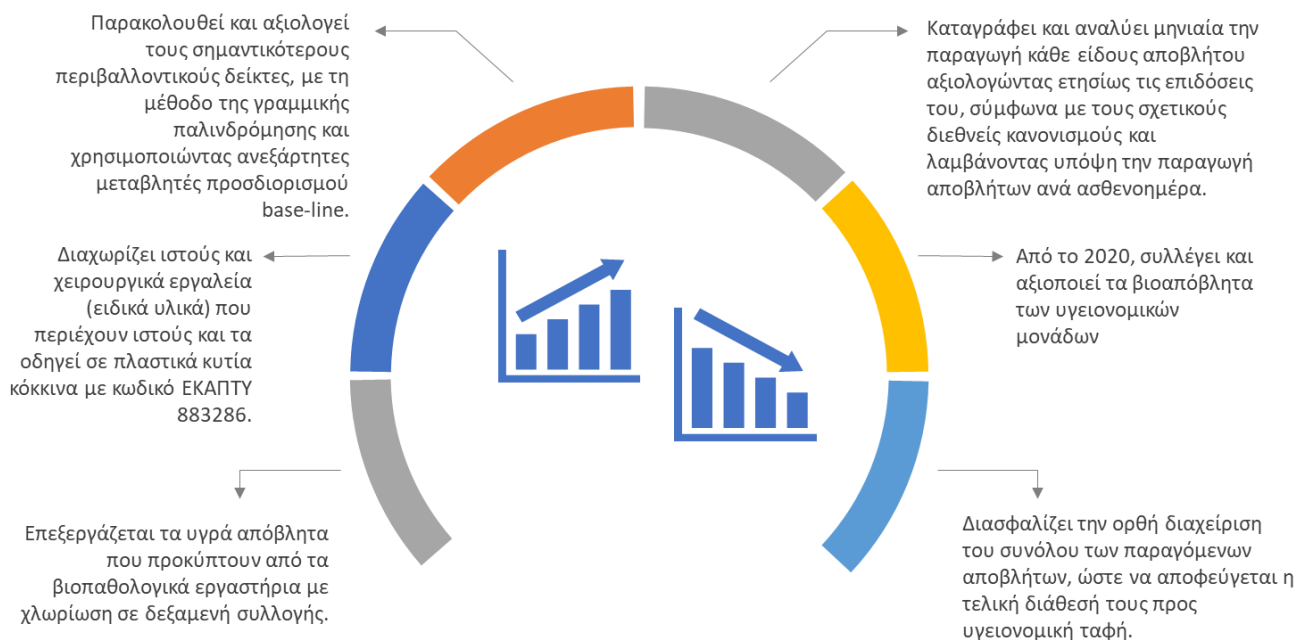 Παρακολουθεί και αξιολογεί
τους σημαντικότερους
περιβαλλοντικούς δείκτες, με τη
μέθοδο της γραμμικής
παλινδρόμησης και
χρησιμοποιώντας ανεξάρτητες
μεταβλητές προσδιορισμού
base-line.
Διαχωρίζει ιστούς και
χειρουργικά εργαλεία
(ειδικά υλικά) που
περιέχουν ιστούς και τα
οδηγεί σε πλαστικά κυτία
κόκκινα με κωδικό ΕΚΑΠΤΥ
883286.
Επεξεργάζεται τα υγρά απόβλητα
που προκύπτουν από τα
βιοπαθολογικά εργαστήρια με
χλωρίωση σε δεξαμενή συλλογής.
Καταγράφει και αναλύει μηνιαία την
παραγωγή κάθε είδους αποβλήτου
αξιολογώντας ετησίως τις επιδόσεις
του, σύμφωνα με τους σχετικούς
διεθνείς κανονισμούς και
λαμβάνοντας υπόψη την παραγωγή
αποβλήτων ανά ασθενοημέρα.
Από το 2020, συλλέγει και
αξιοποιεί τα βιοαπόβλητα
των υγειονομικών
μονάδων
Διασφαλίζει την ορθή διαχείριση
του συνόλου των παραγόμενων
αποβλήτων, ώστε να αποφεύγεται η
τελική διάθεσή τους προς
υγειονομική ταφή.